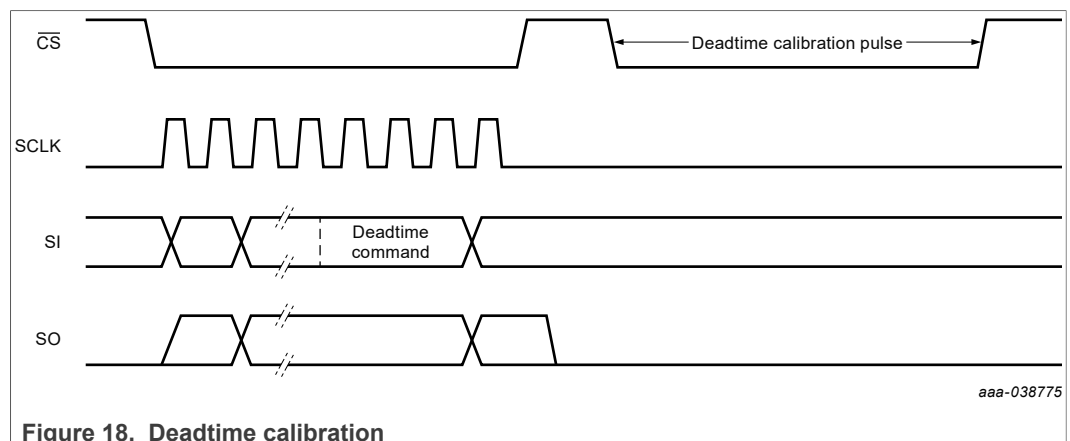 CS
Deadtime calibration pulse
SCLK
SI
Deadtime
command
SO
aaa-038775
Figure 18. Deadtime calibration